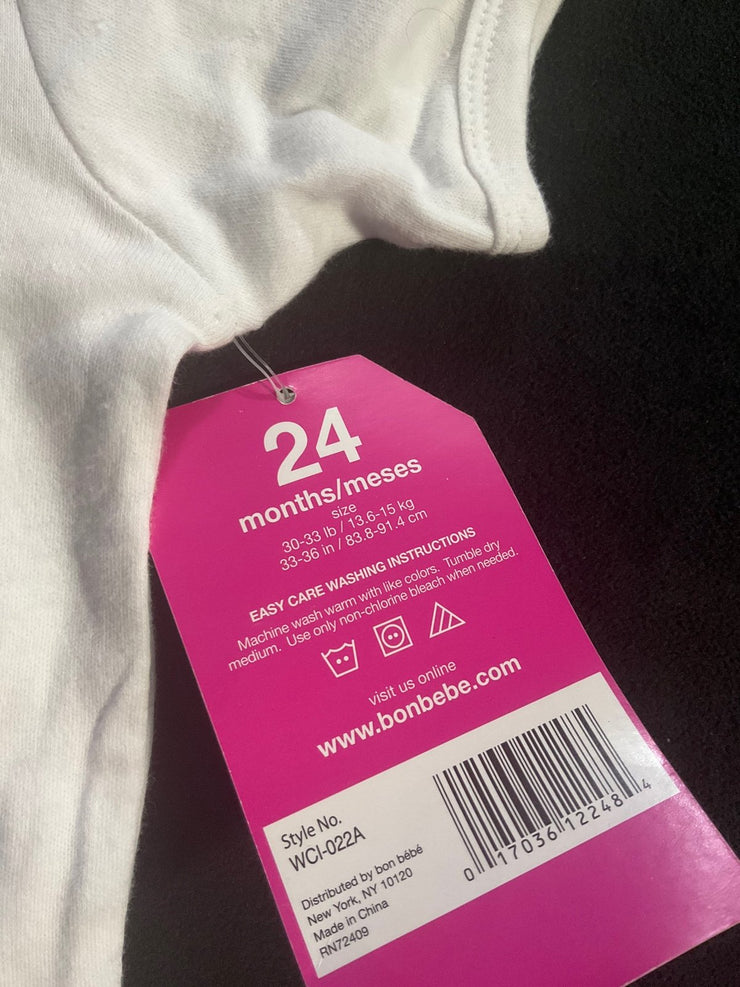 24
months/meses
size
30-33 lb / 13.6-15 kg
33-36 in / 83.8-91.4 cm
EASY CARE WASHING INSTRUCTIONS
Machine wash warm with like colors. Tumble dry
medium. Use only non-chlorine bleach when needed.
visit us online
www.bonbebe.com
Style No.
WCI-022A
Distributed by bon bébé
New York, NY 10120
Made in China
RN72409
0 17036 12248 4